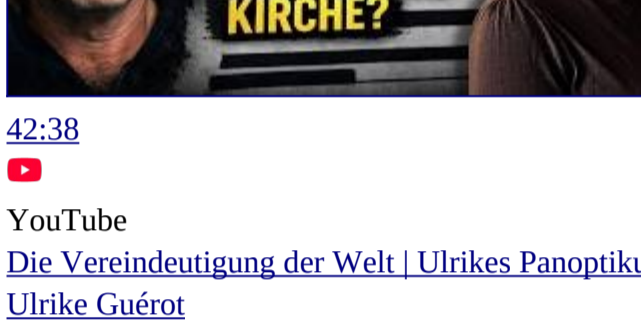 KIRCHE?
42:38
YouTube
Die Vereindeutigung der Welt | Ulrikes Panoptiku
Ulrike Guérot